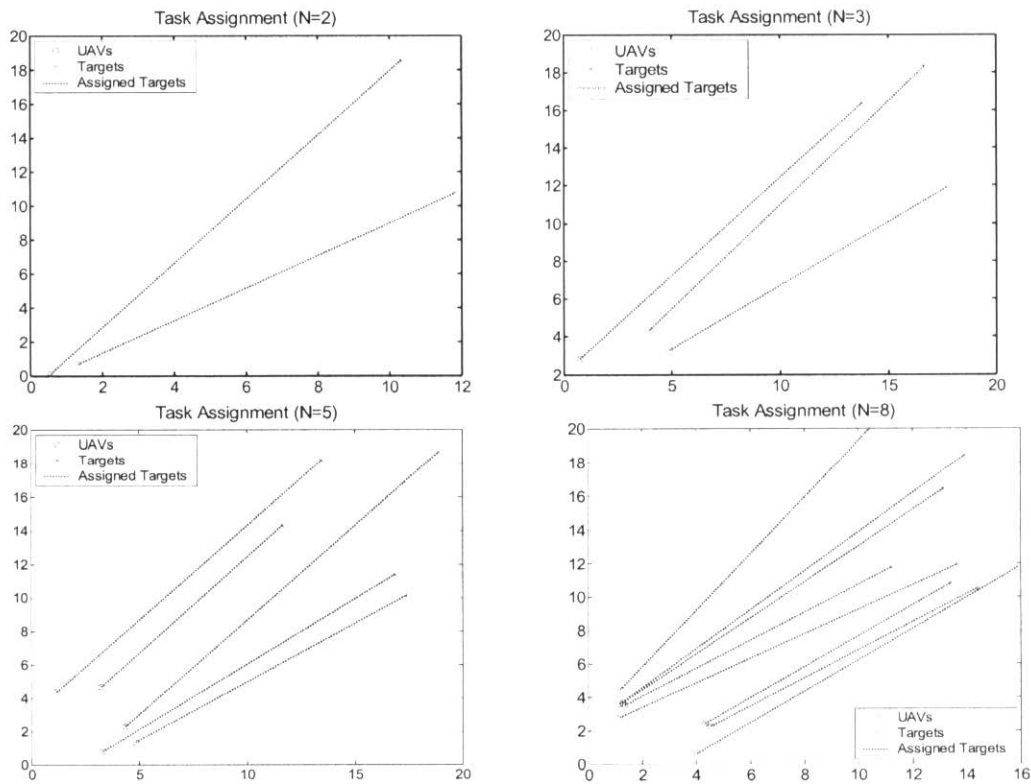 Task Assignment (N=2)
20
18
16
14
12
10
8
6
4
2
0
UAVs
Targets
Assigned Targets
0 2 4 6 8 10 12
Task Assignment (N=3)
20
18
16
14
12
10
8
6
4
2
UAVs
Targets
Assigned Targets
0 5 10 15 20
Task Assignment (N=5)
20
18
16
14
12
10
8
6
4
2
0
UAVs
Targets
Assigned Targets
0 5 10 15 20
Task Assignment (N=8)
20
18
16
14
12
10
8
6
4
2
0
UAVs
Targets
Assigned Targets
0 2 4 6 8 10 12 14 16